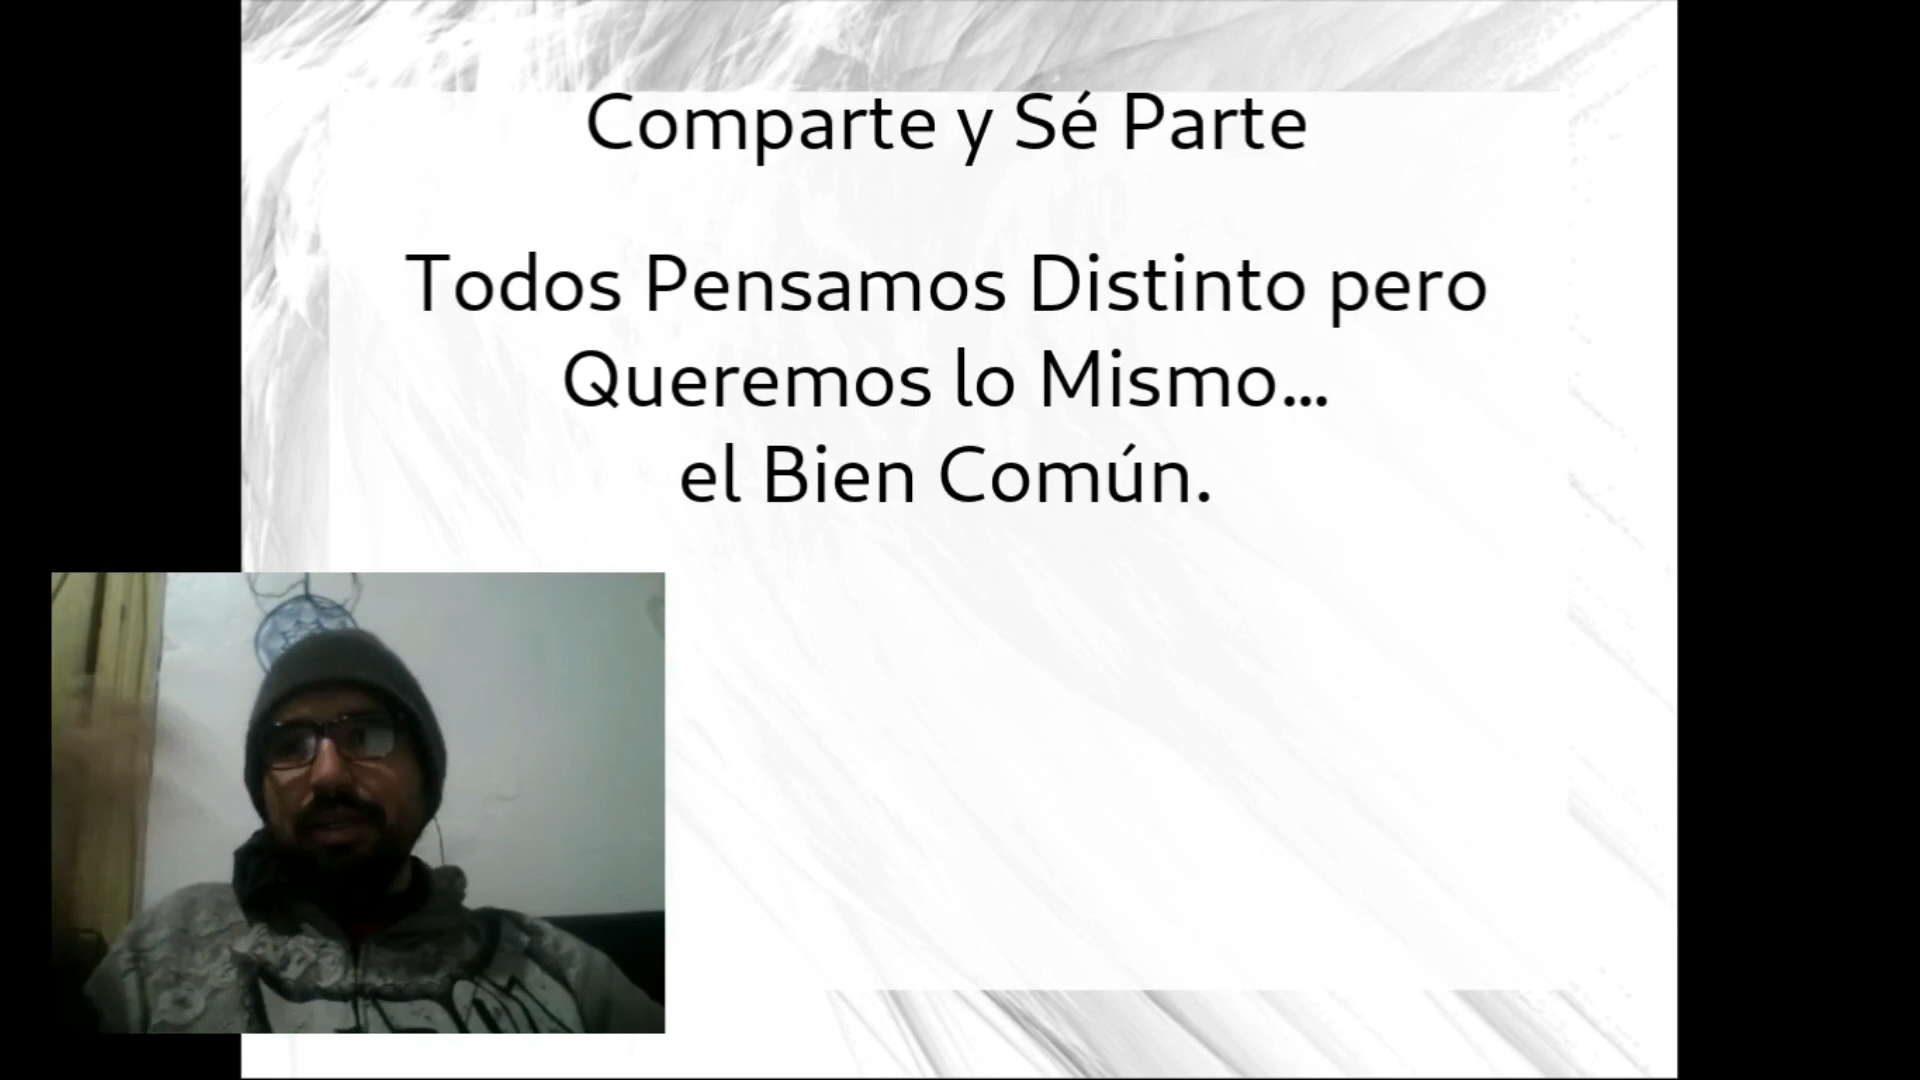 Comparte y Sé Parte
Todos Pensamos Distinto pero
Queremos lo Mismo...
el Bien Común.